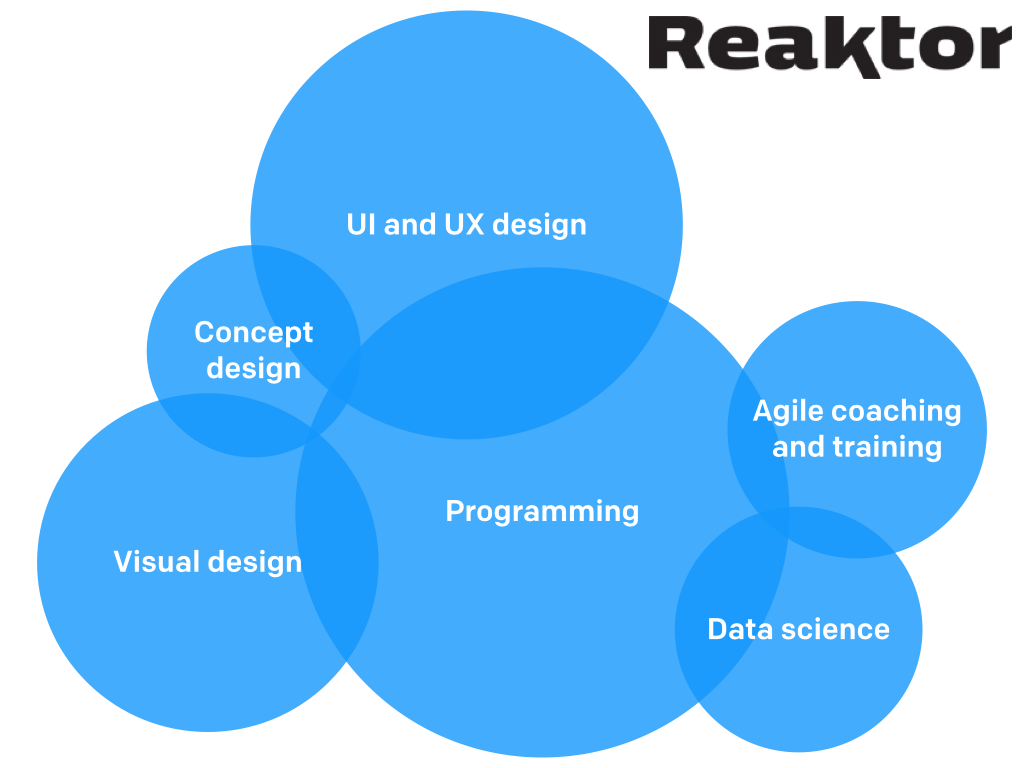 Reaktor
UI and UX design
Concept
design
Agile coaching
and training
Programming
Visual design
Data science